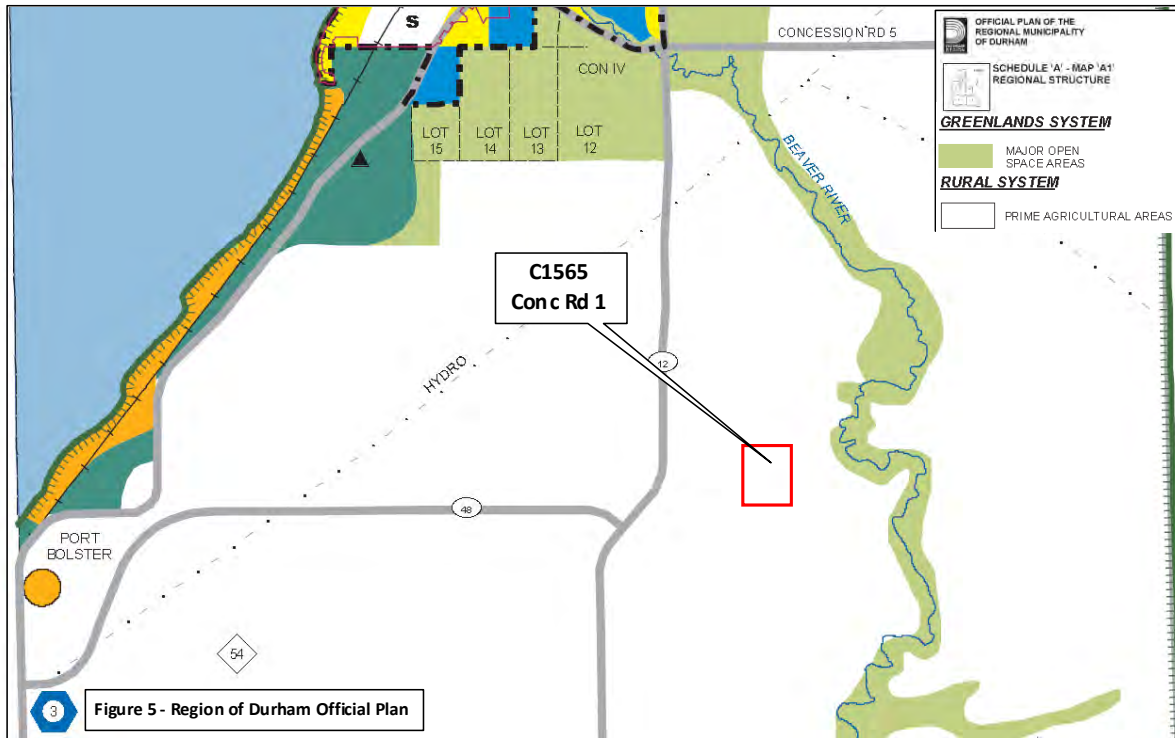 S
CONCESSION RD 5
CON IV
LOT
15
LOT
14
LOT
13
LOT
12
BEAVER RIVER
OFFICIAL PLAN OF THE
REGIONAL MUNICIPALITY
OF DURHAM
SCHEDULE 'A' - MAP 'A1'
REGIONAL STRUCTURE
GREENLANDS SYSTEM
MAJOR OPEN
SPACE AREAS
RURAL SYSTEM
PRIME AGRICULTURAL AREAS
C1565
Conc Rd 1
HYDRO
12
48
PORT
BOLSTER
54
3
Figure 5 - Region of Durham Official Plan